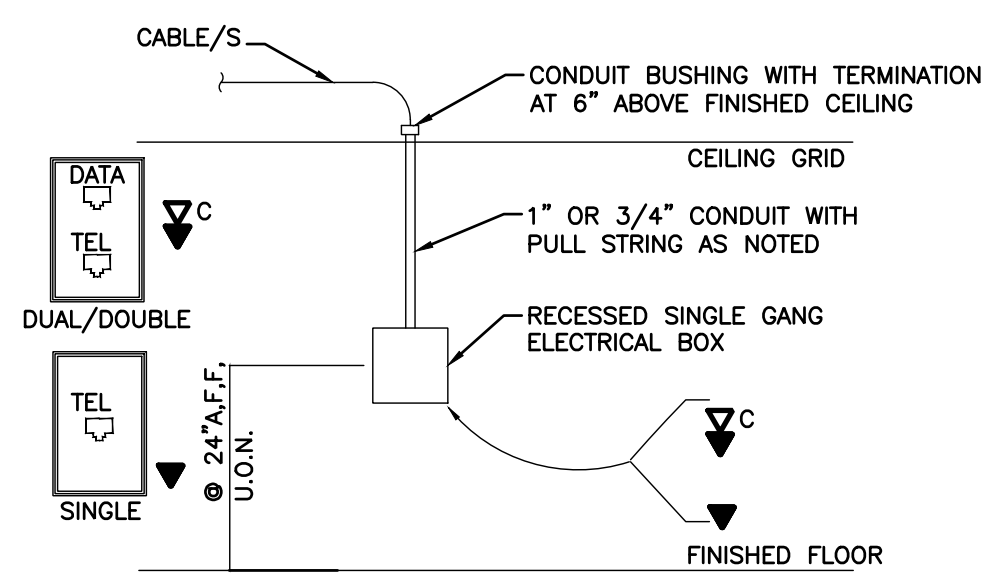 CABLE/S
CONDUIT BUSHING WITH TERMINATION
AT 6" ABOVE FINISHED CEILING
CEILING GRID
DATA
TEL
C
DUAL/DOUBLE
1" OR 3/4" CONDUIT WITH
PULL STRING AS NOTED
RECESSED SINGLE GANG
ELECTRICAL BOX
TEL
SINGLE
@ 24"A,F,F,
U.O.N.
C
FINISHED FLOOR